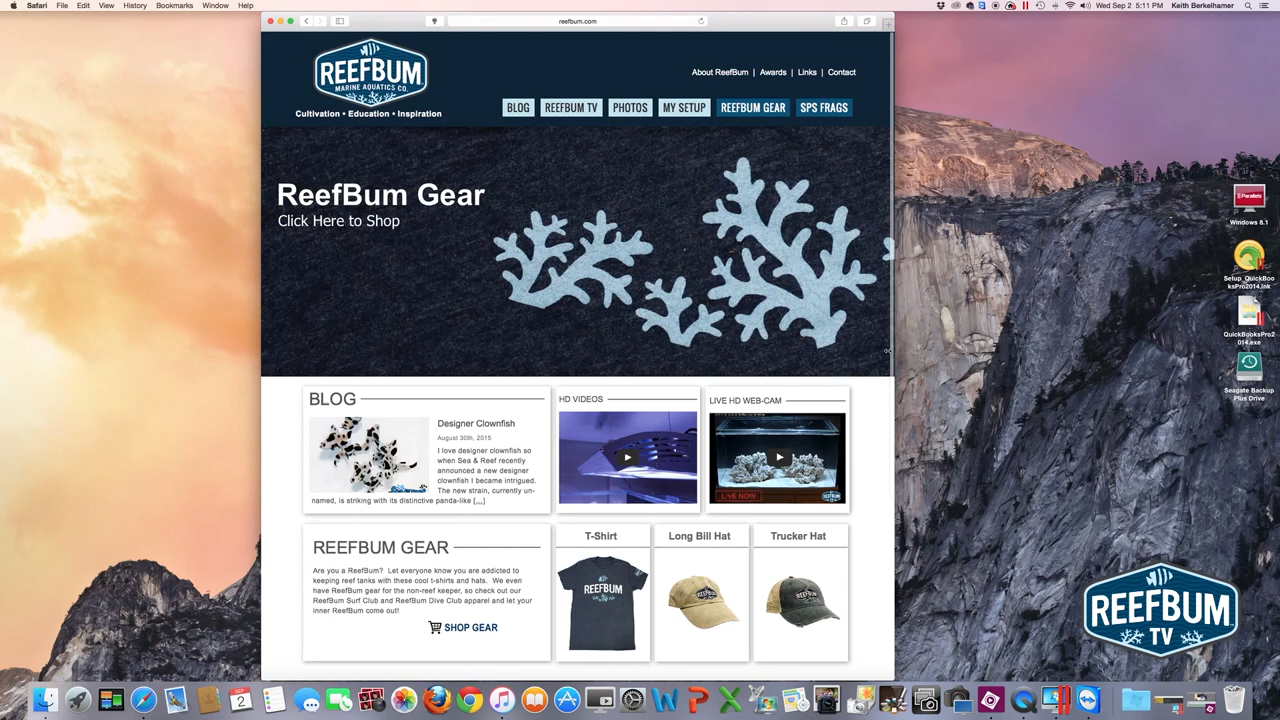 Safari File Edit View History Bookmarks Window Help
Wed Sep 2 5:11 PM Keith Berkelhamer
reefbum.com
REEFBUM
MARINE AQUATICS CO.
Cultivation • Education • Inspiration
About ReefBum | Awards | Links | Contact
BLOG REEFBUM TV PHOTOS MY SETUP REEFBUM GEAR SPS FRAGS
ReefBum Gear
Click Here to Shop
BLOG
Designer Clownfish
August 30th, 2015
I love designer clownfish so
when Sea & Reef recently
announced a new designer
clownfish I became intrigued.
The new strain, currently un-
named, is striking with its distinctive panda-like [...]
HD VIDEOS
LIVE HD WEB-CAM
LIVE NOW
REEFBUM GEAR
Are you a ReefBum? Let everyone know you are addicted to
keeping reef tanks with these cool t-shirts and hats. We even
have ReefBum gear for the non-reef keeper, so check out our
ReefBum Surf Club and ReefBum Dive Club apparel and let your
inner ReefBum come out!
SHOP GEAR
T-Shirt
REEFBUM
Long Bill Hat
REEFBUM
Trucker Hat
REEFBUM
Parallels
Windows 8.1
Setup_QuickBoo
ksPro2014.lnk
QuickBooksPro2
014.exe
Seagate Backup
Plus Drive
REEFBUM
TV
SEP
2